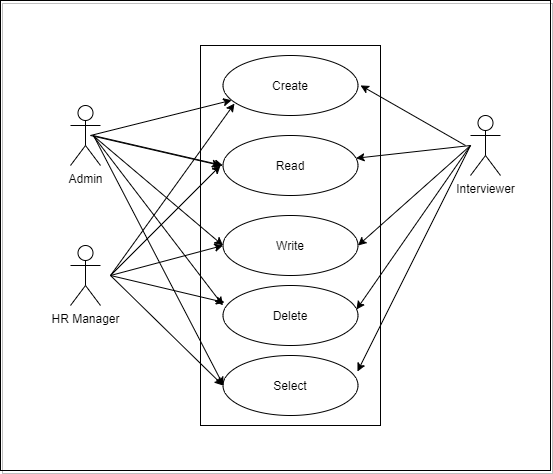 Create
Admin
Read
Interviewer
Write
HR Manager
Delete
Select